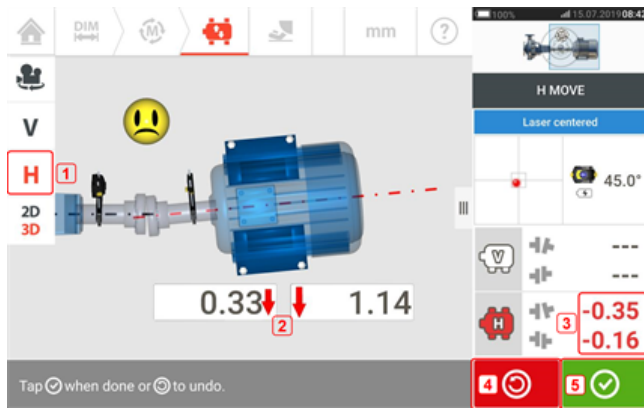 DIM
M
mm
?
100%
15.07.2019 08:42
H MOVE
V
Laser centered
H
1
45.0°
2D
3D
V
---
---
0.33
1.14
2
H
3
-0.35
-0.16
Tap when done or to undo.
4
5